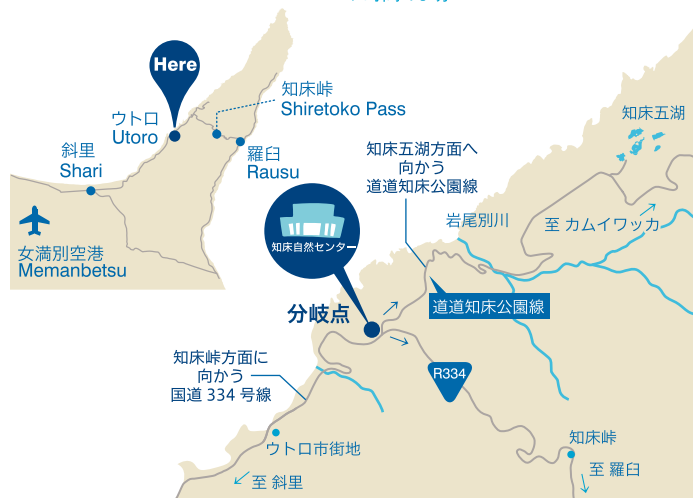 Here
知床峠
Shiretoko Pass
ウトロ
Utoro
斜里
Shari
羅臼
Rausu
女満別空港
Memanbetsu
知床五湖
知床五湖方面へ
向かう
道道知床公園線
岩尾別川
至 カムイワッカ
知床自然センター
分岐点
道道知床公園線
知床峠方面に
向かう
国道 334 号線
R334
ウトロ市街地
至 斜里
知床峠
至 羅臼